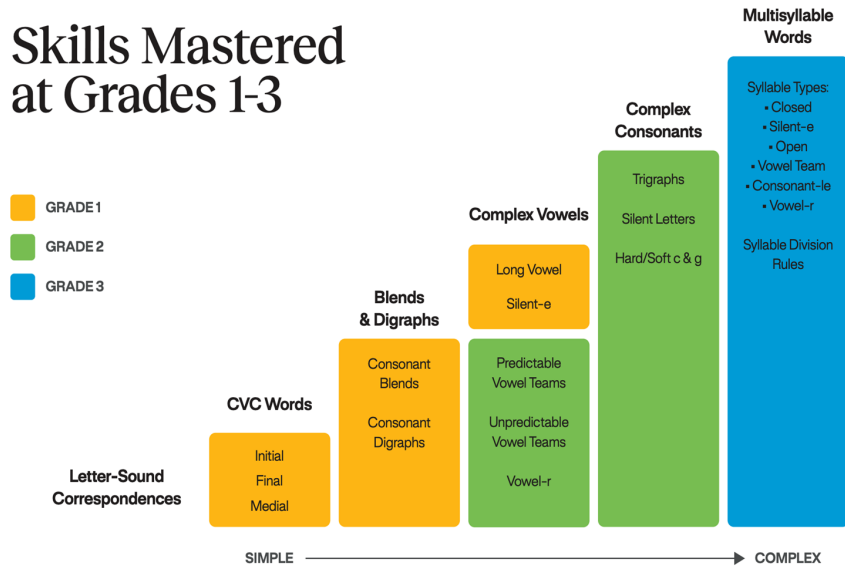 Skills Mastered
at Grades 1-3
GRADE 1
GRADE 2
GRADE 3
Letter-Sound
Correspondences
CVC Words
Initial
Final
Medial
Blends
& Digraphs
Consonant
Blends
Consonant
Digraphs
Complex Vowels
Long Vowel
Silent-e
Predictable
Vowel Teams
Unpredictable
Vowel Teams
Vowel-r
Complex
Consonants
Trigraphs
Silent Letters
Hard/Soft c & g
Multisyllable
Words
Syllable Types:
▪ Closed
▪ Silent-e
▪ Open
▪ Vowel Team
▪ Consonant-le
▪ Vowel-r
Syllable Division
Rules
SIMPLE
COMPLEX